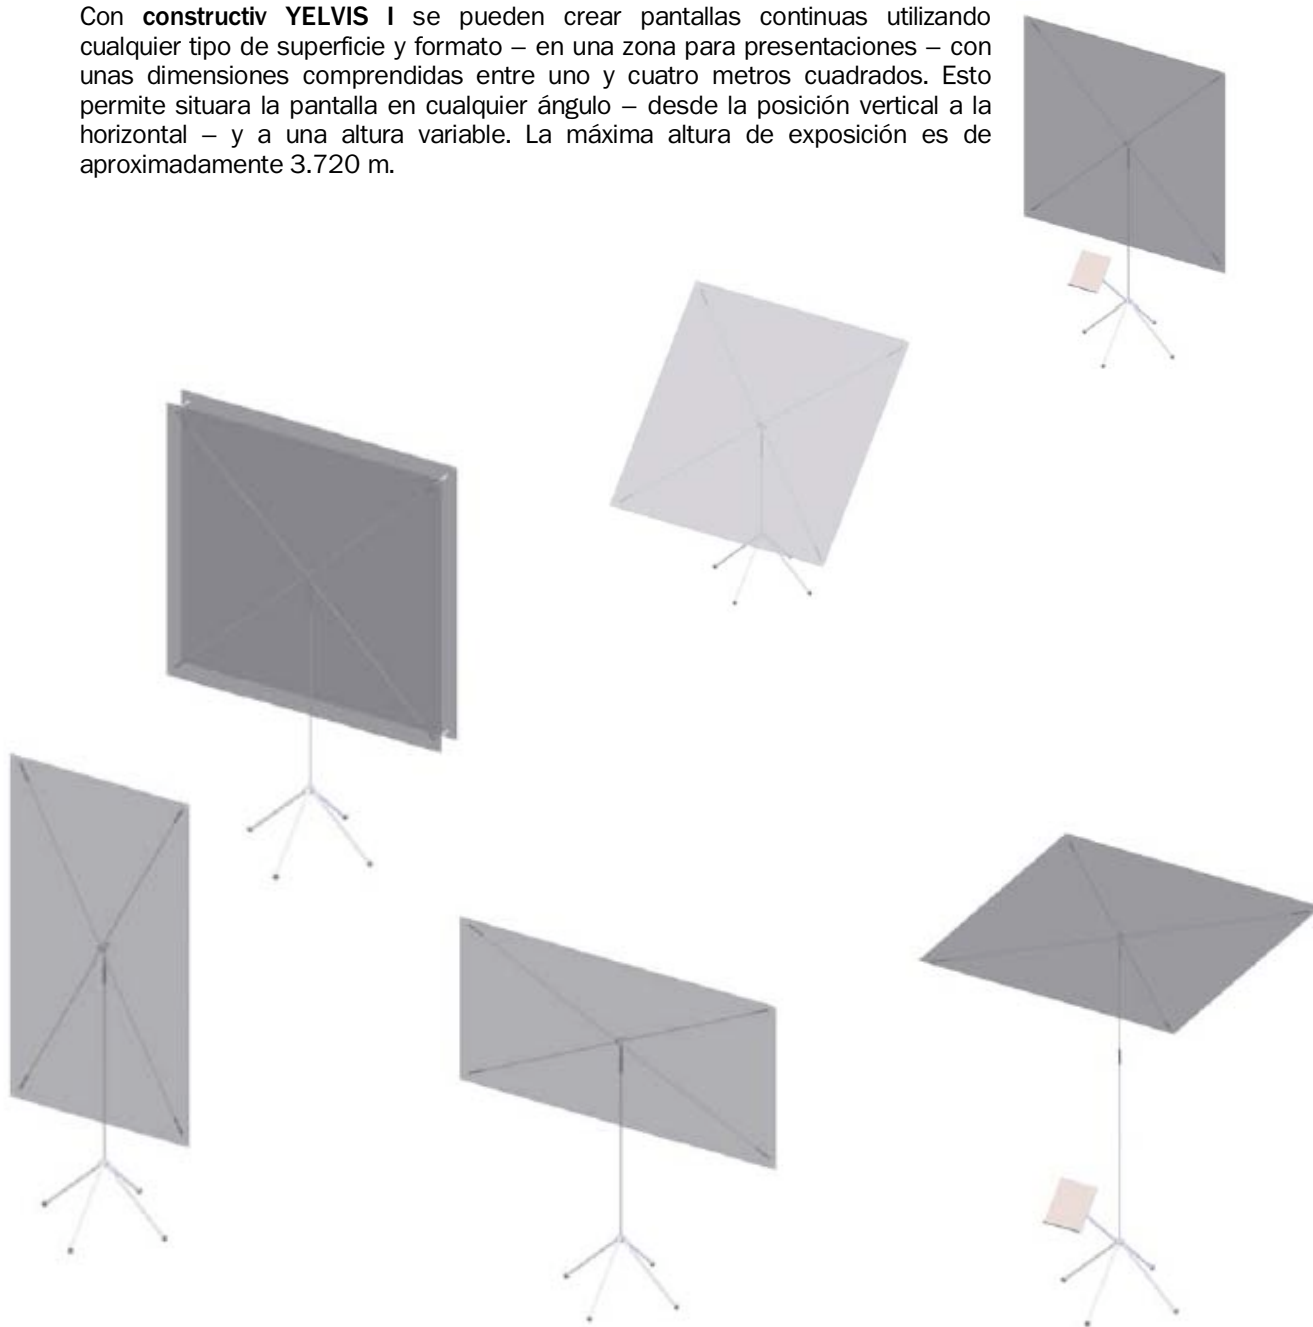 Con constructiv YELVIS I se pueden crear pantallas continuas utilizando
cualquier tipo de superficie y formato – en una zona para presentaciones – con
unas dimensiones comprendidas entre uno y cuatro metros cuadrados. Esto
permite situara la pantalla en cualquier ángulo – desde la posición vertical a la
horizontal – y a una altura variable. La máxima altura de exposición es de
aproximadamente 3.720 m.